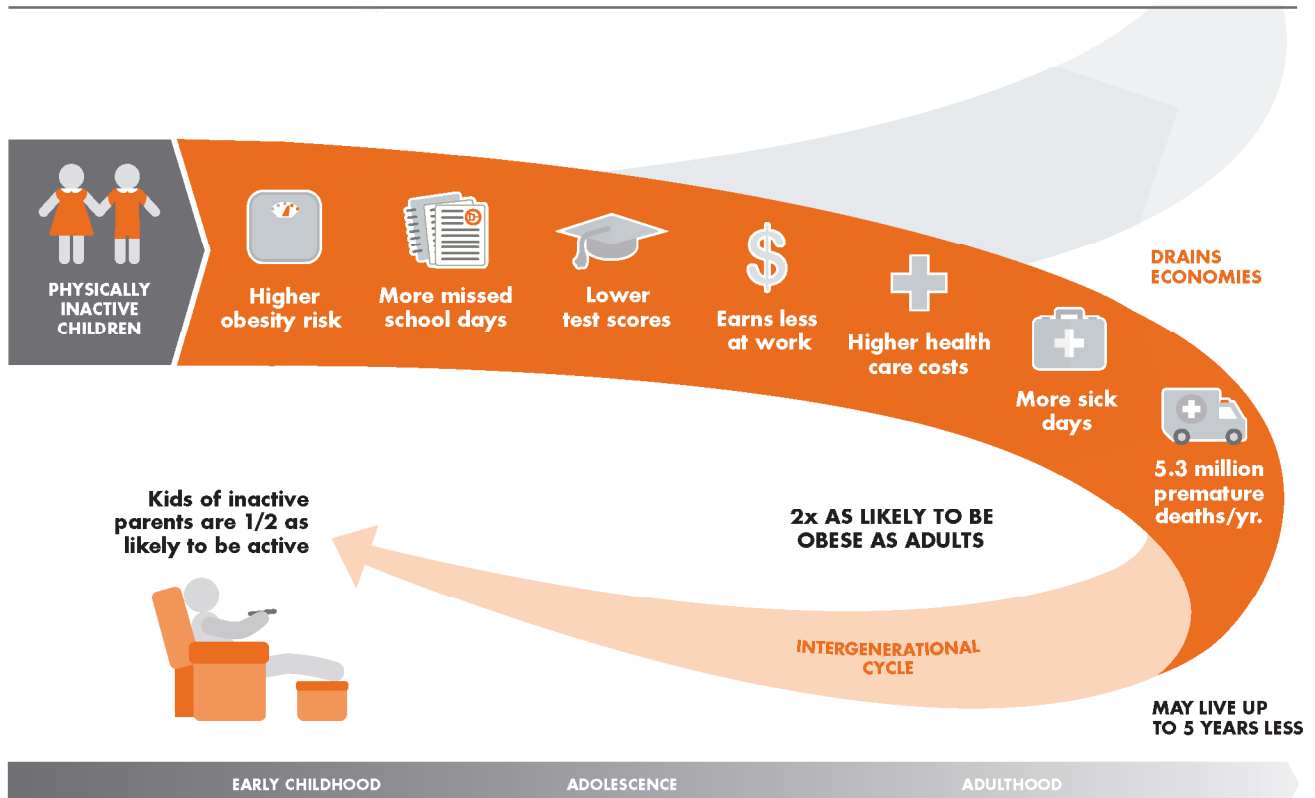 PHYSICALLY
INACTIVE
CHILDREN
Higher
obesity risk
More missed
school days
Lower
test scores
Earns less
at work
Higher health
care costs
More sick
days
5.3 million
premature
deaths/yr.
DRAINS
ECONOMIES
Kids of inactive
parents are 1/2 as
likely to be active
2x AS LIKELY TO BE
OBESE AS ADULTS
INTERGENERATIONAL
CYCLE
MAY LIVE UP
TO 5 YEARS LESS
EARLY CHILDHOOD
ADOLESCENCE
ADULTHOOD